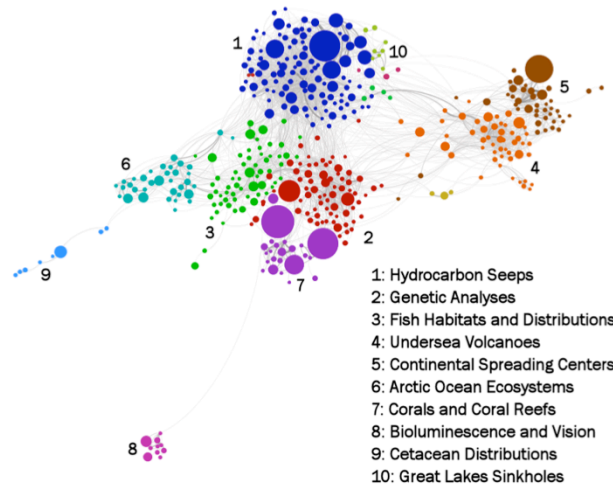 1
10
5
6
4
3
2
9
7
1: Hydrocarbon Seeps
2: Genetic Analyses
3: Fish Habitats and Distributions
4: Undersea Volcanoes
5: Continental Spreading Centers
6: Arctic Ocean Ecosystems
7: Corals and Coral Reefs
8: Bioluminescence and Vision
8
9: Cetacean Distributions
10: Great Lakes Sinkholes